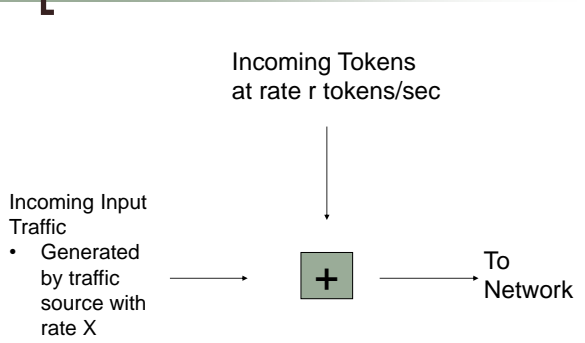 Incoming Tokens
at rate r tokens/sec
Incoming Input
Traffic
• Generated
by traffic
source with
rate X
+
To
Network